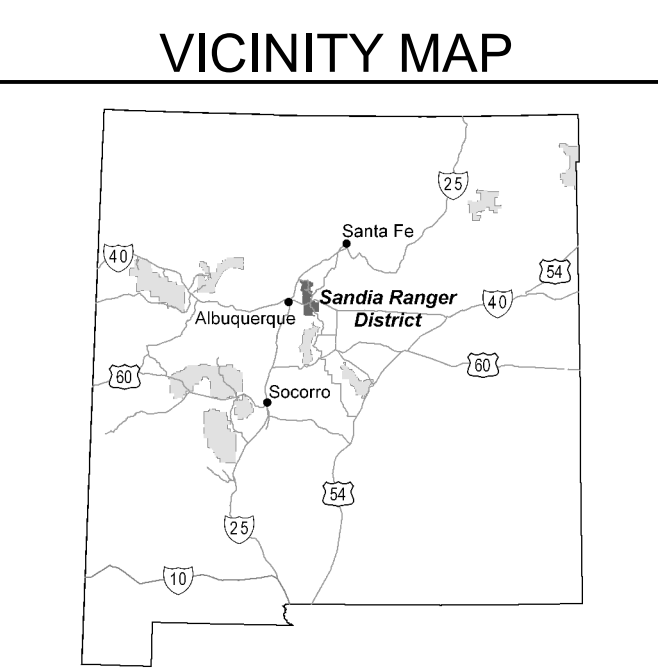 VICINITY MAP
25
Santa Fe
40
54
Sandia Ranger
District
40
Albuquerque
60
60
Socorro
54
25
10